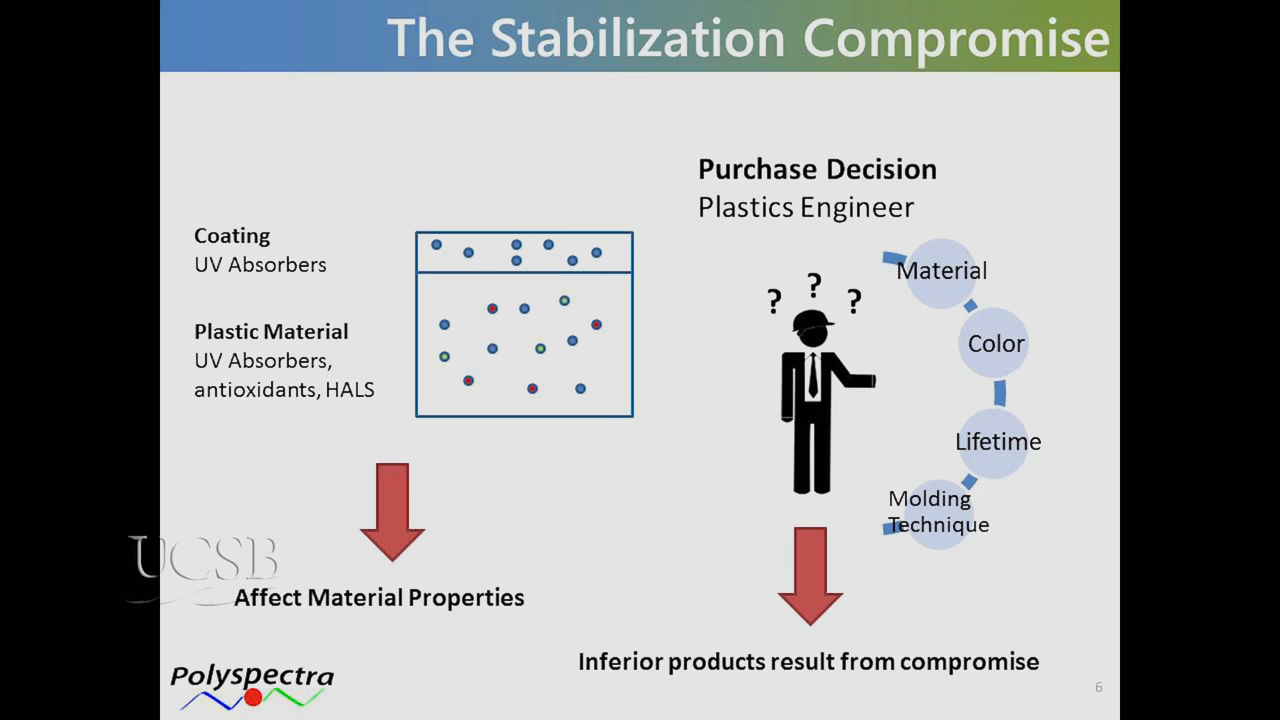 The Stabilization Compromise
Purchase Decision
Plastics Engineer
Coating
UV Absorbers
Plastic Material
UV Absorbers,
antioxidants, HALS
? ? ?
Material
Color
Lifetime
Molding
Technique
UCSB
Affect Material Properties
Inferior products result from compromise
Polyspectra
6